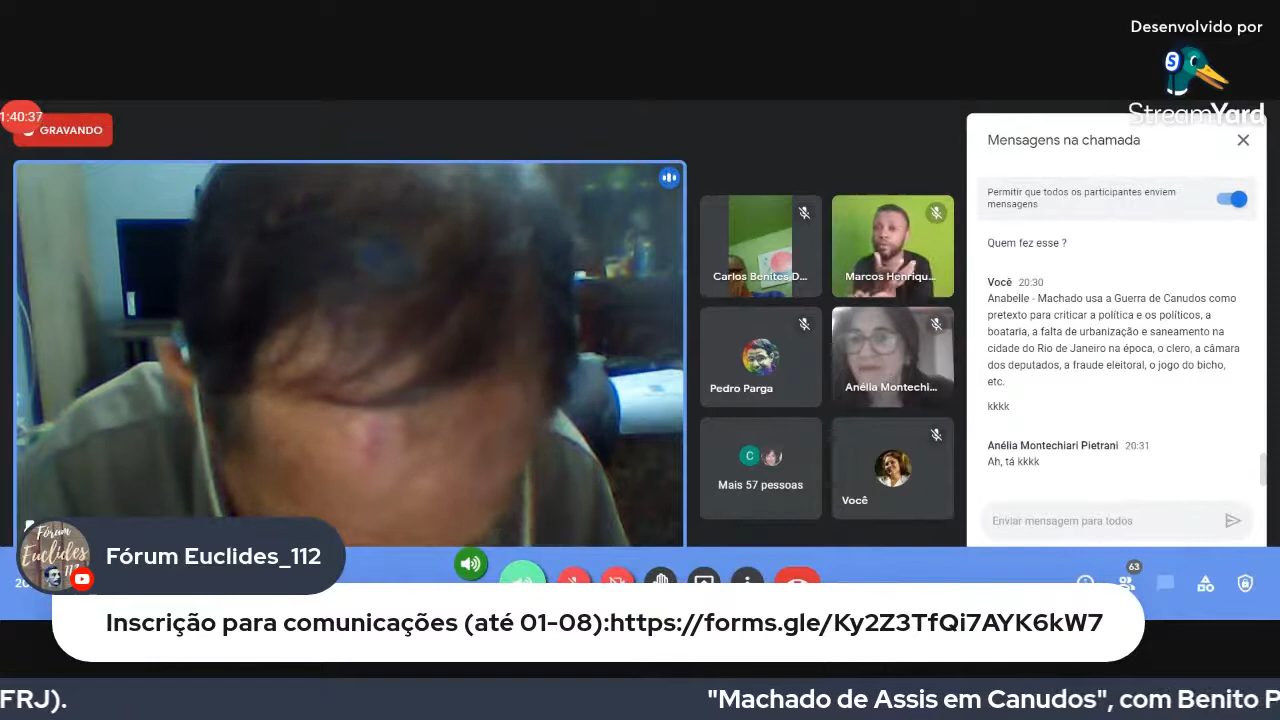 Desenvolvido por
S
StreamYard
1:40:37
GRAVANDO
Mensagens na chamada
Permitir que todos os participantes enviem
mensagens
Quem fez esse ?
Você 20:30
Anabelle - Machado usa a Guerra de Canudos como
pretexto para criticar a política e os políticos, a
boataria, a falta de urbanização e saneamento na
cidade do Rio de Janeiro na época, o clero, a câmara
dos deputados, a fraude eleitoral, o jogo do bicho,
etc.
kkkk
Anélia Montechiari Pietrani 20:31
Ah, tá kkkk
Enviar mensagem para todos
Carlos Benites D...
Marcos Henriqu...
Pedro Parga
Anélia Montechi...
C
Mais 57 pessoas
Você
63
Fórum
Euclides
112
Fórum Euclides_112
Inscrição para comunicações (até 01-08):https://forms.gle/Ky2Z3TfQi7AYK6kW7
FRJ). "Machado de Assis em Canudos", com Benito P